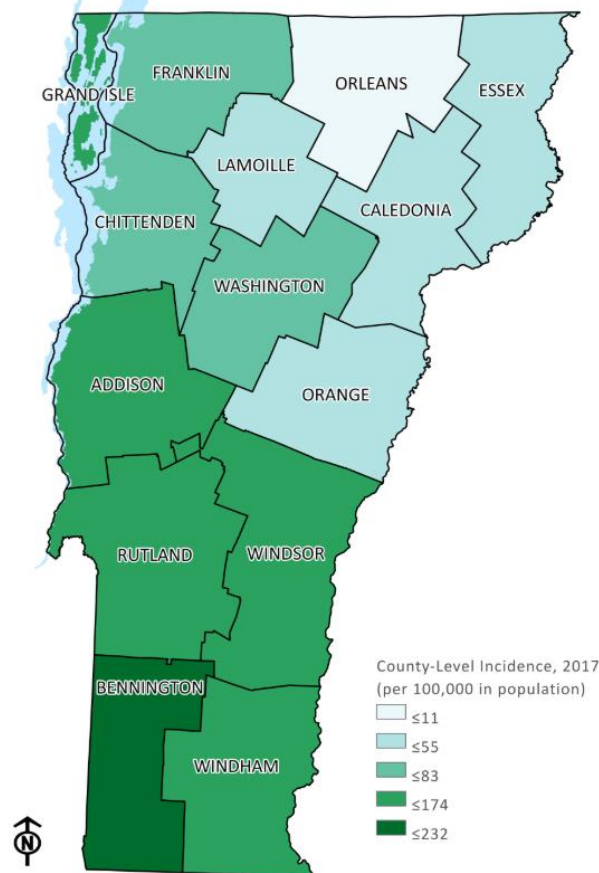 FRANKLIN
ORLEANS
ESSEX
GRAND ISLE
LAMOILLE
CALEDONIA
CHITTENDEN
WASHINGTON
ADDISON
ORANGE
RUTLAND
WINDSOR
BENNINGTON
WINDHAM
County-Level Incidence, 2017
(per 100,000 in population)
≤11
≤55
≤83
≤174
≤232
N